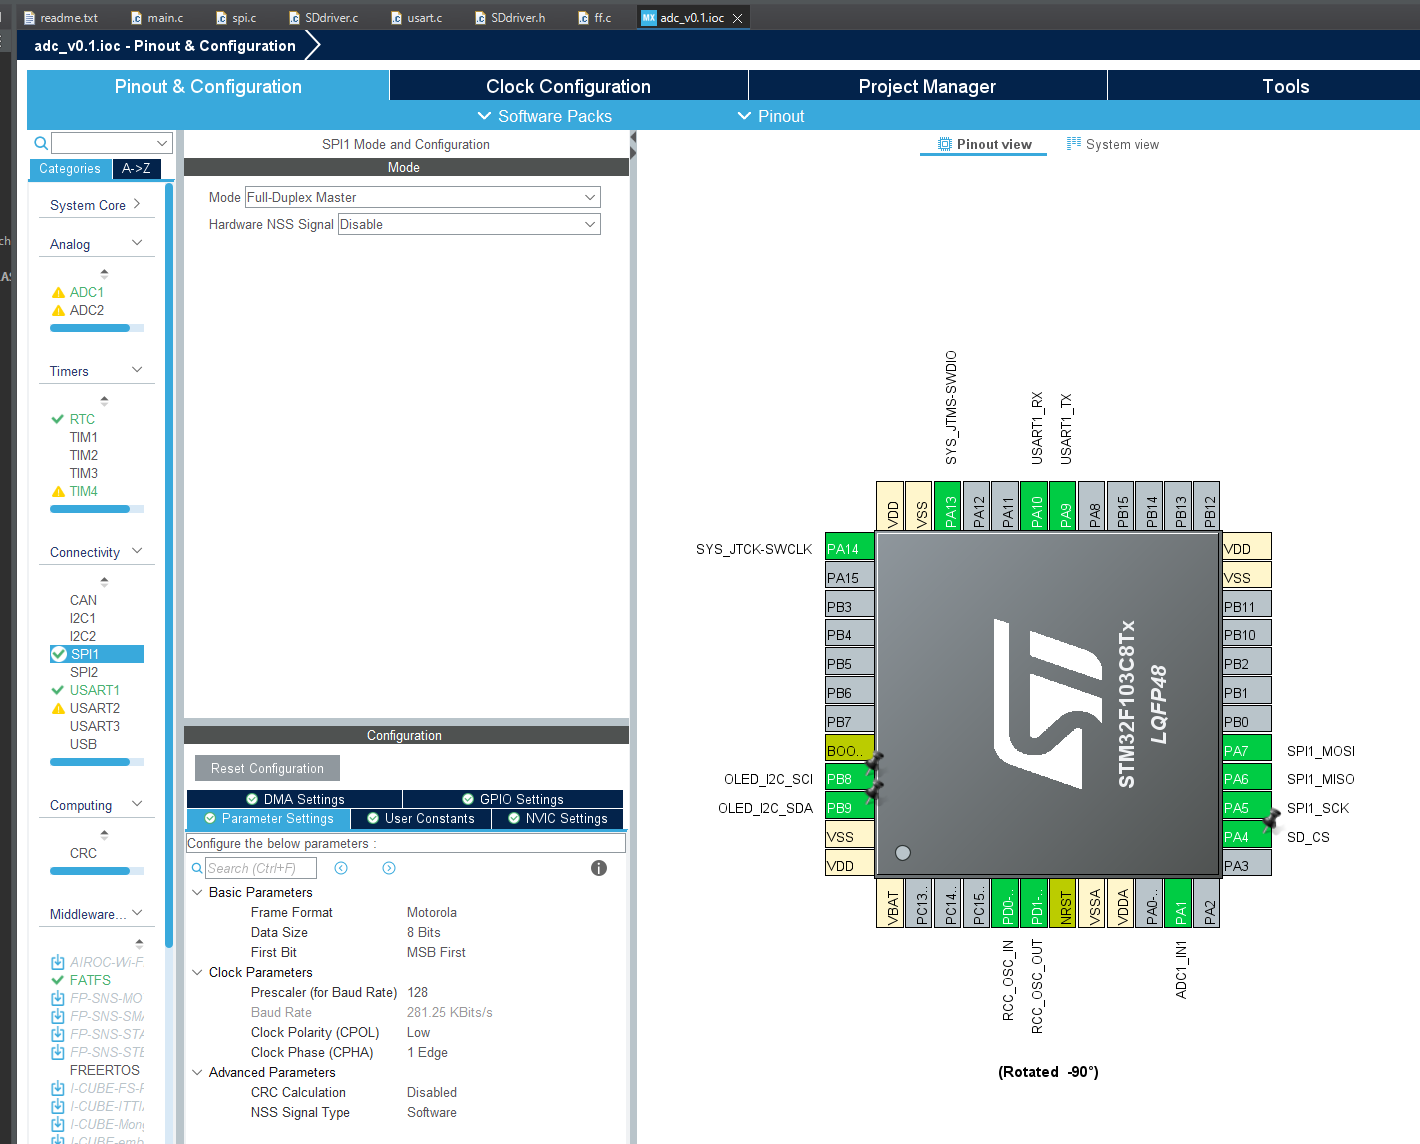 readme.txt
main.c
spi.c
SDdriver.c
usart.c
SDdriver.h
ff.c
MX adc_v0.1.ioc
adc_v0.1.ioc - Pinout & Configuration
Pinout & Configuration
Clock Configuration
Project Manager
Tools
Software Packs
Pinout
Categories
A->Z
System Core
Analog
ADC1
ADC2
Timers
RTC
TIM1
TIM2
TIM3
TIM4
Connectivity
CAN
I2C1
I2C2
SPI1
SPI2
USART1
USART2
USART3
USB
Computing
CRC
Middleware...
AIROC-Wi-F
FATFS
FP-SNS-MO
FP-SNS-SMA
FP-SNS-STA
FP-SNS-STE
FREERTOS
I-CUBE-FS-F
I-CUBE-ITTI
I-CUBE-Mon
I-CUBE-emb
SPI1 Mode and Configuration
Mode
Mode Full-Duplex Master
Hardware NSS Signal Disable
Configuration
Reset Configuration
DMA Settings
GPIO Settings
Parameter Settings
User Constants
NVIC Settings
Configure the below parameters :
Search (Ctrl+F)
Basic Parameters
Frame Format Motorola
Data Size 8 Bits
First Bit MSB First
Clock Parameters
Prescaler (for Baud Rate) 128
Baud Rate 281.25 KBits/s
Clock Polarity (CPOL) Low
Clock Phase (CPHA) 1 Edge
Advanced Parameters
CRC Calculation Disabled
NSS Signal Type Software
Pinout view
System view
SYS_JTMS-SWDIO
USART1_RX
USART1_TX
VDD
VSS
PA13
PA12
PA11
PA10
PA9
PA8
PB15
PB14
PB13
PB12
SYS_JTCK-SWCLK
PA14
PA15
PB3
PB4
PB5
PB6
PB7
BOO..
OLED_I2C_SCI
PB8
OLED_I2C_SDA
PB9
VSS
VDD
STM32F103C8Tx
LQFP48
VDD
VSS
PB11
PB10
PB2
PB1
PB0
PA7
SPI1_MOSI
PA6
SPI1_MISO
PA5
SPI1_SCK
PA4
SD_CS
PA3
VBAT
PC13..
PC14..
PC15..
PD0-..
PD1-..
NRST
VSSA
VDDA
PA0-..
PA1
PA2
RCC_OSC_IN
RCC_OSC_OUT
ADC1_IN1
(Rotated -90°)